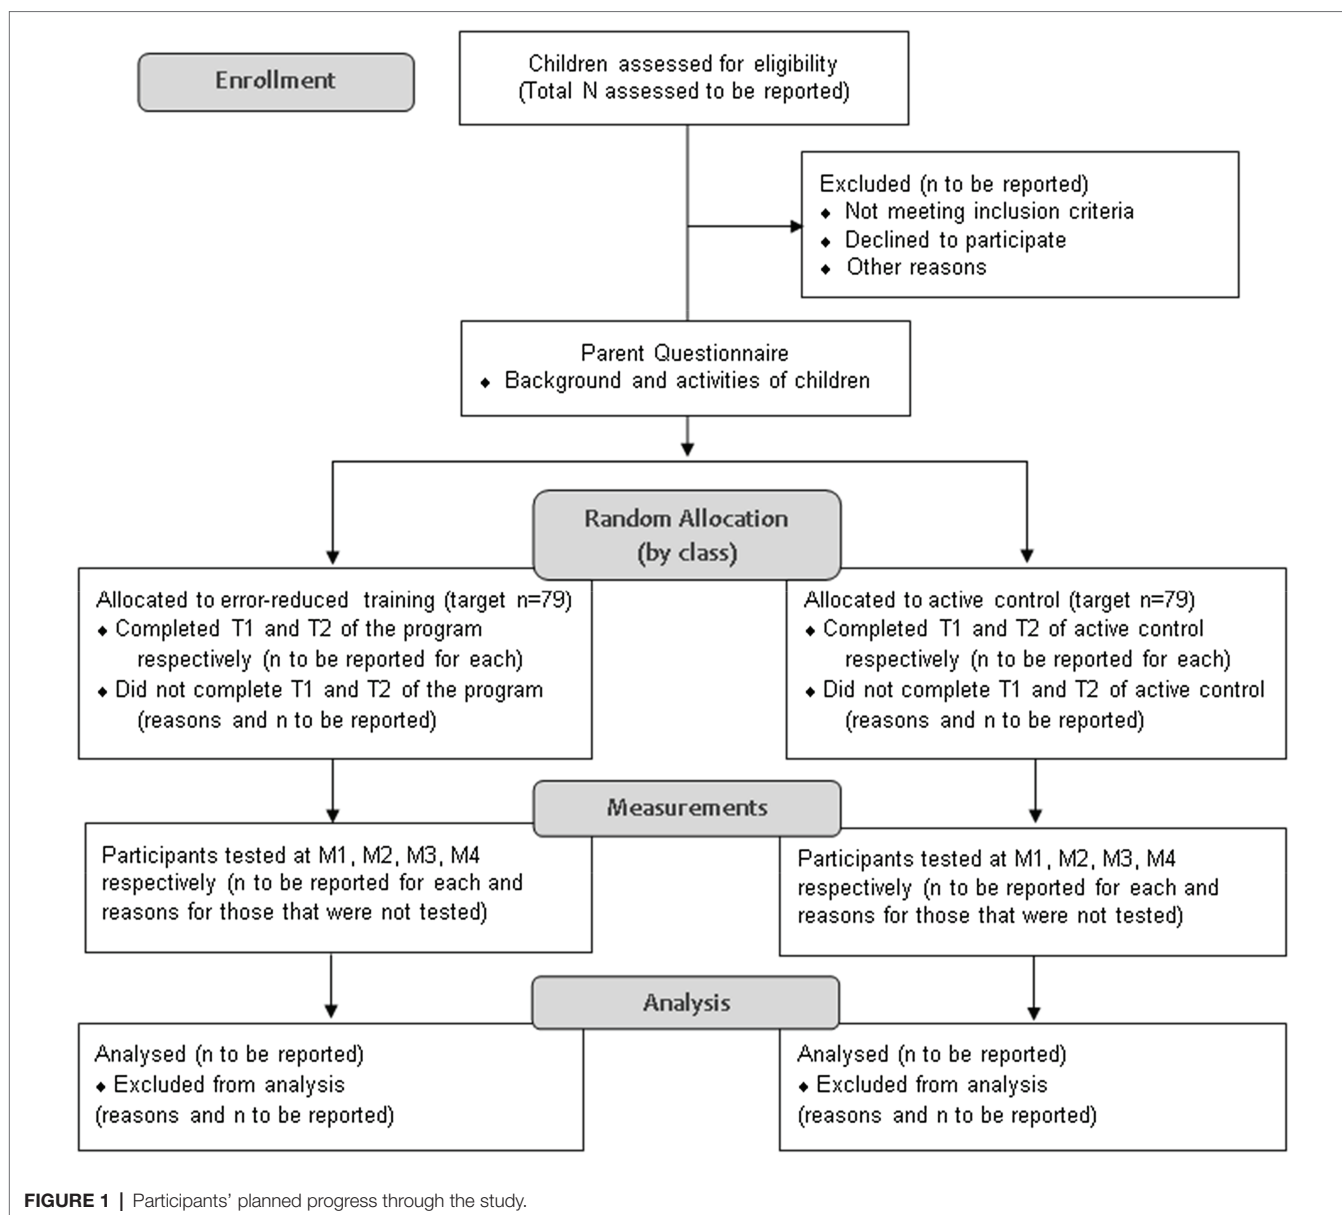 Enrollment
Children assessed for eligibility
(Total N assessed to be reported)
Excluded (n to be reported)
◆ Not meeting inclusion criteria
◆ Declined to participate
◆ Other reasons
Parent Questionnaire
◆ Background and activities of children
Random Allocation
(by class)
Allocated to error-reduced training (target n=79)
◆ Completed T1 and T2 of the program
respectively (n to be reported for each)
◆ Did not complete T1 and T2 of the program
(reasons and n to be reported)
Allocated to active control (target n=79)
◆ Completed T1 and T2 of active control
respectively (n to be reported for each)
◆ Did not complete T1 and T2 of active control
(reasons and n to be reported)
Measurements
Participants tested at M1, M2, M3, M4
respectively (n to be reported for each and
reasons for those that were not tested)
Participants tested at M1, M2, M3, M4
respectively (n to be reported for each and
reasons for those that were not tested)
Analysis
Analysed (n to be reported)
◆ Excluded from analysis
(reasons and n to be reported)
Analysed (n to be reported)
◆ Excluded from analysis
(reasons and n to be reported)
FIGURE 1 | Participants’ planned progress through the study.